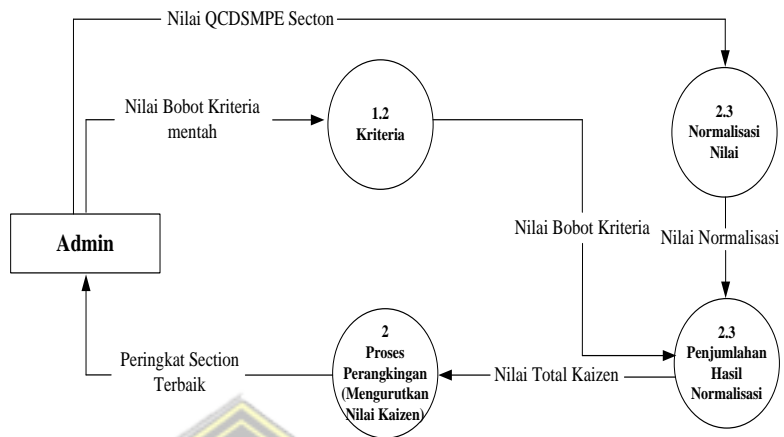 Nilai QCDSMPE Secton
Nilai Bobot Kriteria
mentah
1.2
Kriteria
2.3
Normalisasi
Nilai
Admin
Nilai Bobot Kriteria
Nilai Normalisasi
Peringkat Section
Terbaik
2
Proses
Perangkingan
(Mengurutkan
Nilai Kaizen)
Nilai Total Kaizen
2.3
Penjumlahan
Hasil
Normalisasi